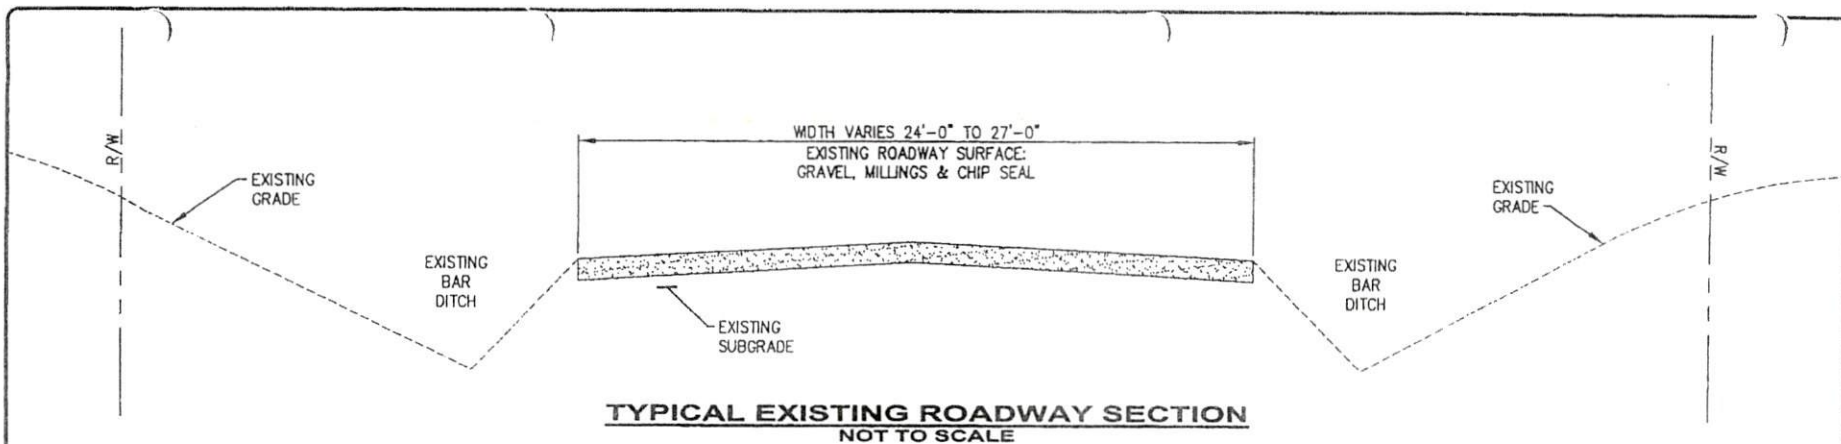 R/W
EXISTING
GRADE
EXISTING
BAR
DITCH
WIDTH VARIES 24'-0" TO 27'-0"
EXISTING ROADWAY SURFACE:
GRAVEL, MILLINGS & CHIP SEAL
EXISTING
SUBGRADE
EXISTING
BAR
DITCH
EXISTING
GRADE
R/W
TYPICAL EXISTING ROADWAY SECTION
NOT TO SCALE